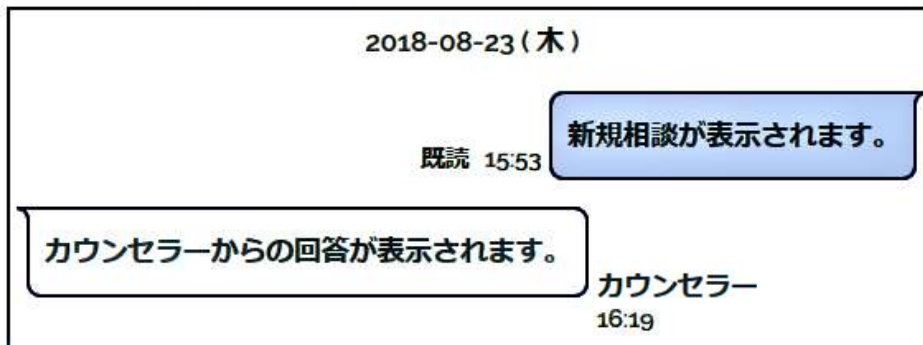 2018-08-23 ( 木 )
新規相談が表示されます。
既読 15:53
カウンセラーからの回答が表示されます。
カウンセラー
16:19